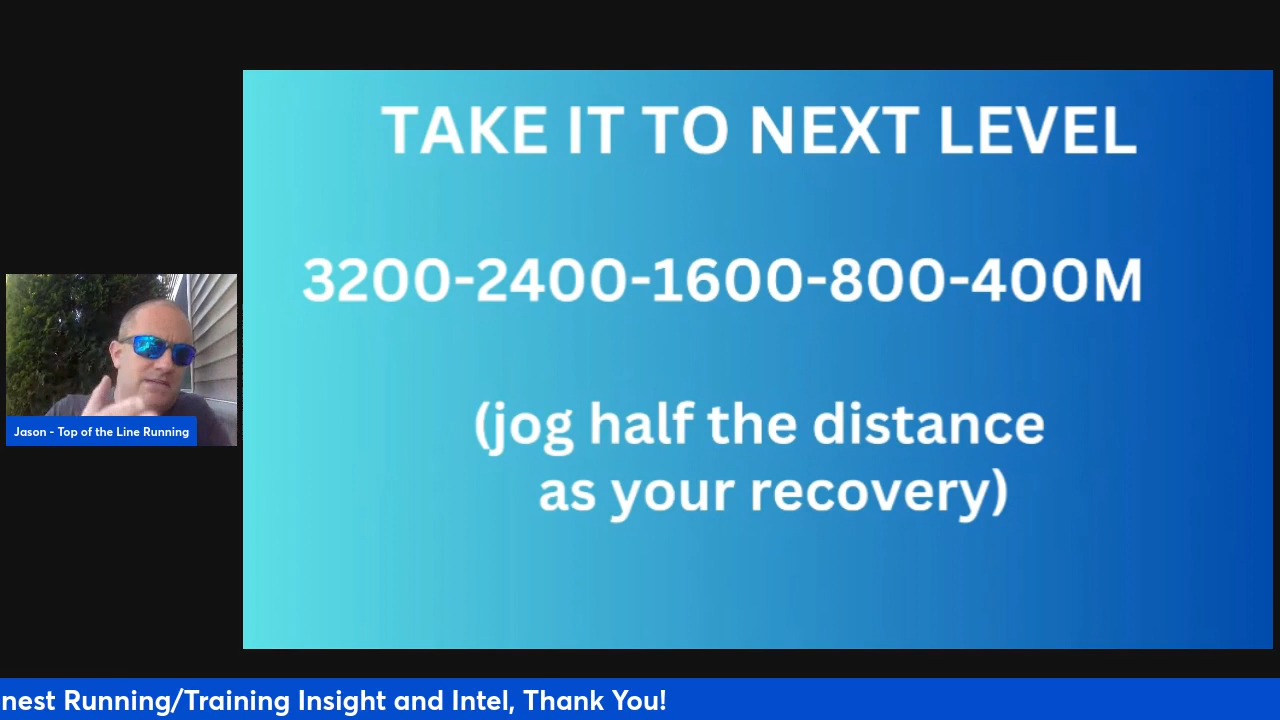 TAKE IT TO NEXT LEVEL
3200-2400-1600-800-400M
(jog half the distance
as your recovery)
Jason - Top of the Line Running
nest Running/Training Insight and Intel, Thank You!